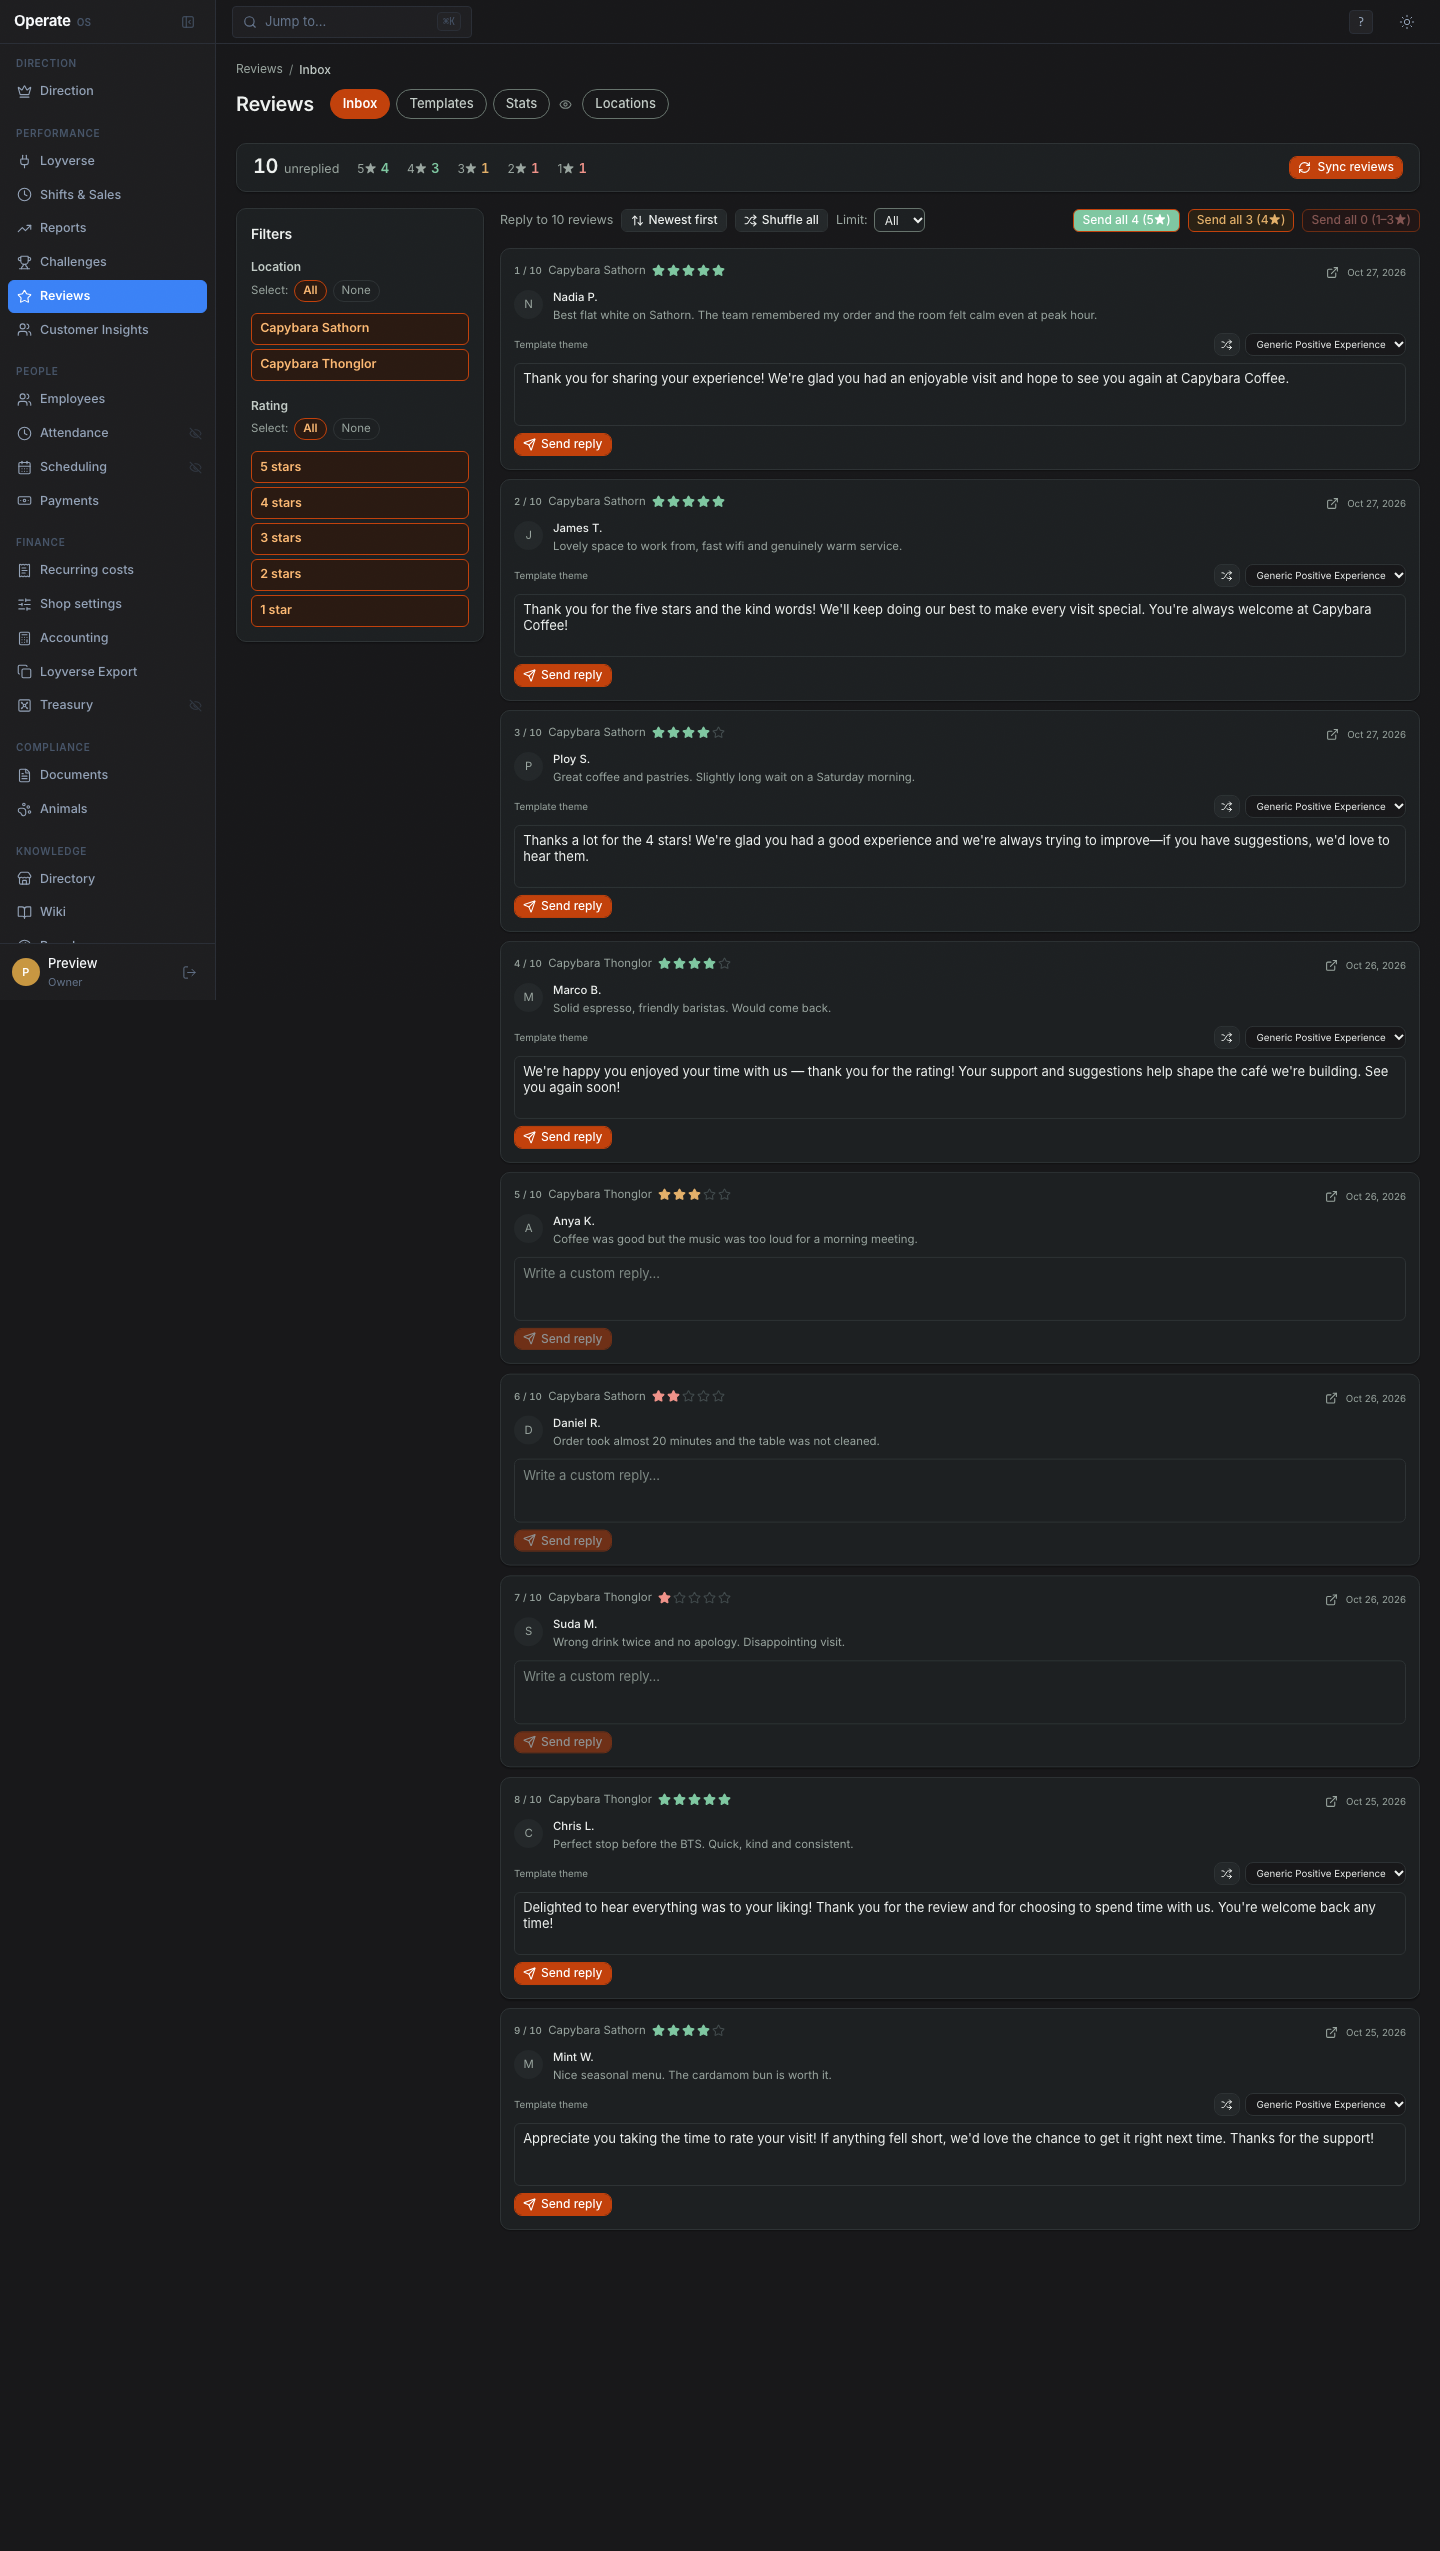 Operate OS
Jump to...
⌘K
?
DIRECTION
Direction
PERFORMANCE
Loyverse
Shifts & Sales
Reports
Challenges
Reviews
Customer Insights
PEOPLE
Employees
Attendance
Scheduling
Payments
FINANCE
Recurring costs
Shop settings
Accounting
Loyverse Export
Treasury
COMPLIANCE
Documents
Animals
KNOWLEDGE
Directory
Wiki
P
Preview
Owner
Reviews / Inbox
Reviews
Inbox
Templates
Stats
Locations
10 unreplied 5★ 4 4★ 3 3★ 1 2★ 1 1★ 1
Sync reviews
Filters
Location
Select: All None
Capybara Sathorn
Capybara Thonglor
Rating
Select: All None
5 stars
4 stars
3 stars
2 stars
1 star
Reply to 10 reviews Newest first Shuffle all Limit: All
Send all 4 (5★) Send all 3 (4★) Send all 0 (1–3★)
1 / 10 Capybara Sathorn ★★★★★ Oct 27, 2026
N
Nadia P.
Best flat white on Sathorn. The team remembered my order and the room felt calm even at peak hour.
Template theme Generic Positive Experience
Thank you for sharing your experience! We're glad you had an enjoyable visit and hope to see you again at Capybara Coffee.
Send reply
2 / 10 Capybara Sathorn ★★★★★ Oct 27, 2026
J
James T.
Lovely space to work from, fast wifi and genuinely warm service.
Template theme Generic Positive Experience
Thank you for the five stars and the kind words! We'll keep doing our best to make every visit special. You're always welcome at Capybara
Coffee!
Send reply
3 / 10 Capybara Sathorn ★★★★☆ Oct 27, 2026
P
Ploy S.
Great coffee and pastries. Slightly long wait on a Saturday morning.
Template theme Generic Positive Experience
Thanks a lot for the 4 stars! We're glad you had a good experience and we're always trying to improve—if you have suggestions, we'd love to
hear them.
Send reply
4 / 10 Capybara Thonglor ★★★★☆ Oct 26, 2026
M
Marco B.
Solid espresso, friendly baristas. Would come back.
Template theme Generic Positive Experience
We're happy you enjoyed your time with us — thank you for the rating! Your support and suggestions help shape the café we're building. See
you again soon!
Send reply
5 / 10 Capybara Thonglor ★★★☆☆ Oct 26, 2026
A
Anya K.
Coffee was good but the music was too loud for a morning meeting.
Write a custom reply...
Send reply
6 / 10 Capybara Sathorn ★★☆☆☆ Oct 26, 2026
D
Daniel R.
Order took almost 20 minutes and the table was not cleaned.
Write a custom reply...
Send reply
7 / 10 Capybara Thonglor ★☆☆☆☆ Oct 26, 2026
S
Suda M.
Wrong drink twice and no apology. Disappointing visit.
Write a custom reply...
Send reply
8 / 10 Capybara Thonglor ★★★★★ Oct 25, 2026
C
Chris L.
Perfect stop before the BTS. Quick, kind and consistent.
Template theme Generic Positive Experience
Delighted to hear everything was to your liking! Thank you for the review and for choosing to spend time with us. You're welcome back any
time!
Send reply
9 / 10 Capybara Sathorn ★★★★☆ Oct 25, 2026
M
Mint W.
Nice seasonal menu. The cardamom bun is worth it.
Template theme Generic Positive Experience
Appreciate you taking the time to rate your visit! If anything fell short, we'd love the chance to get it right next time. Thanks for the support!
Send reply